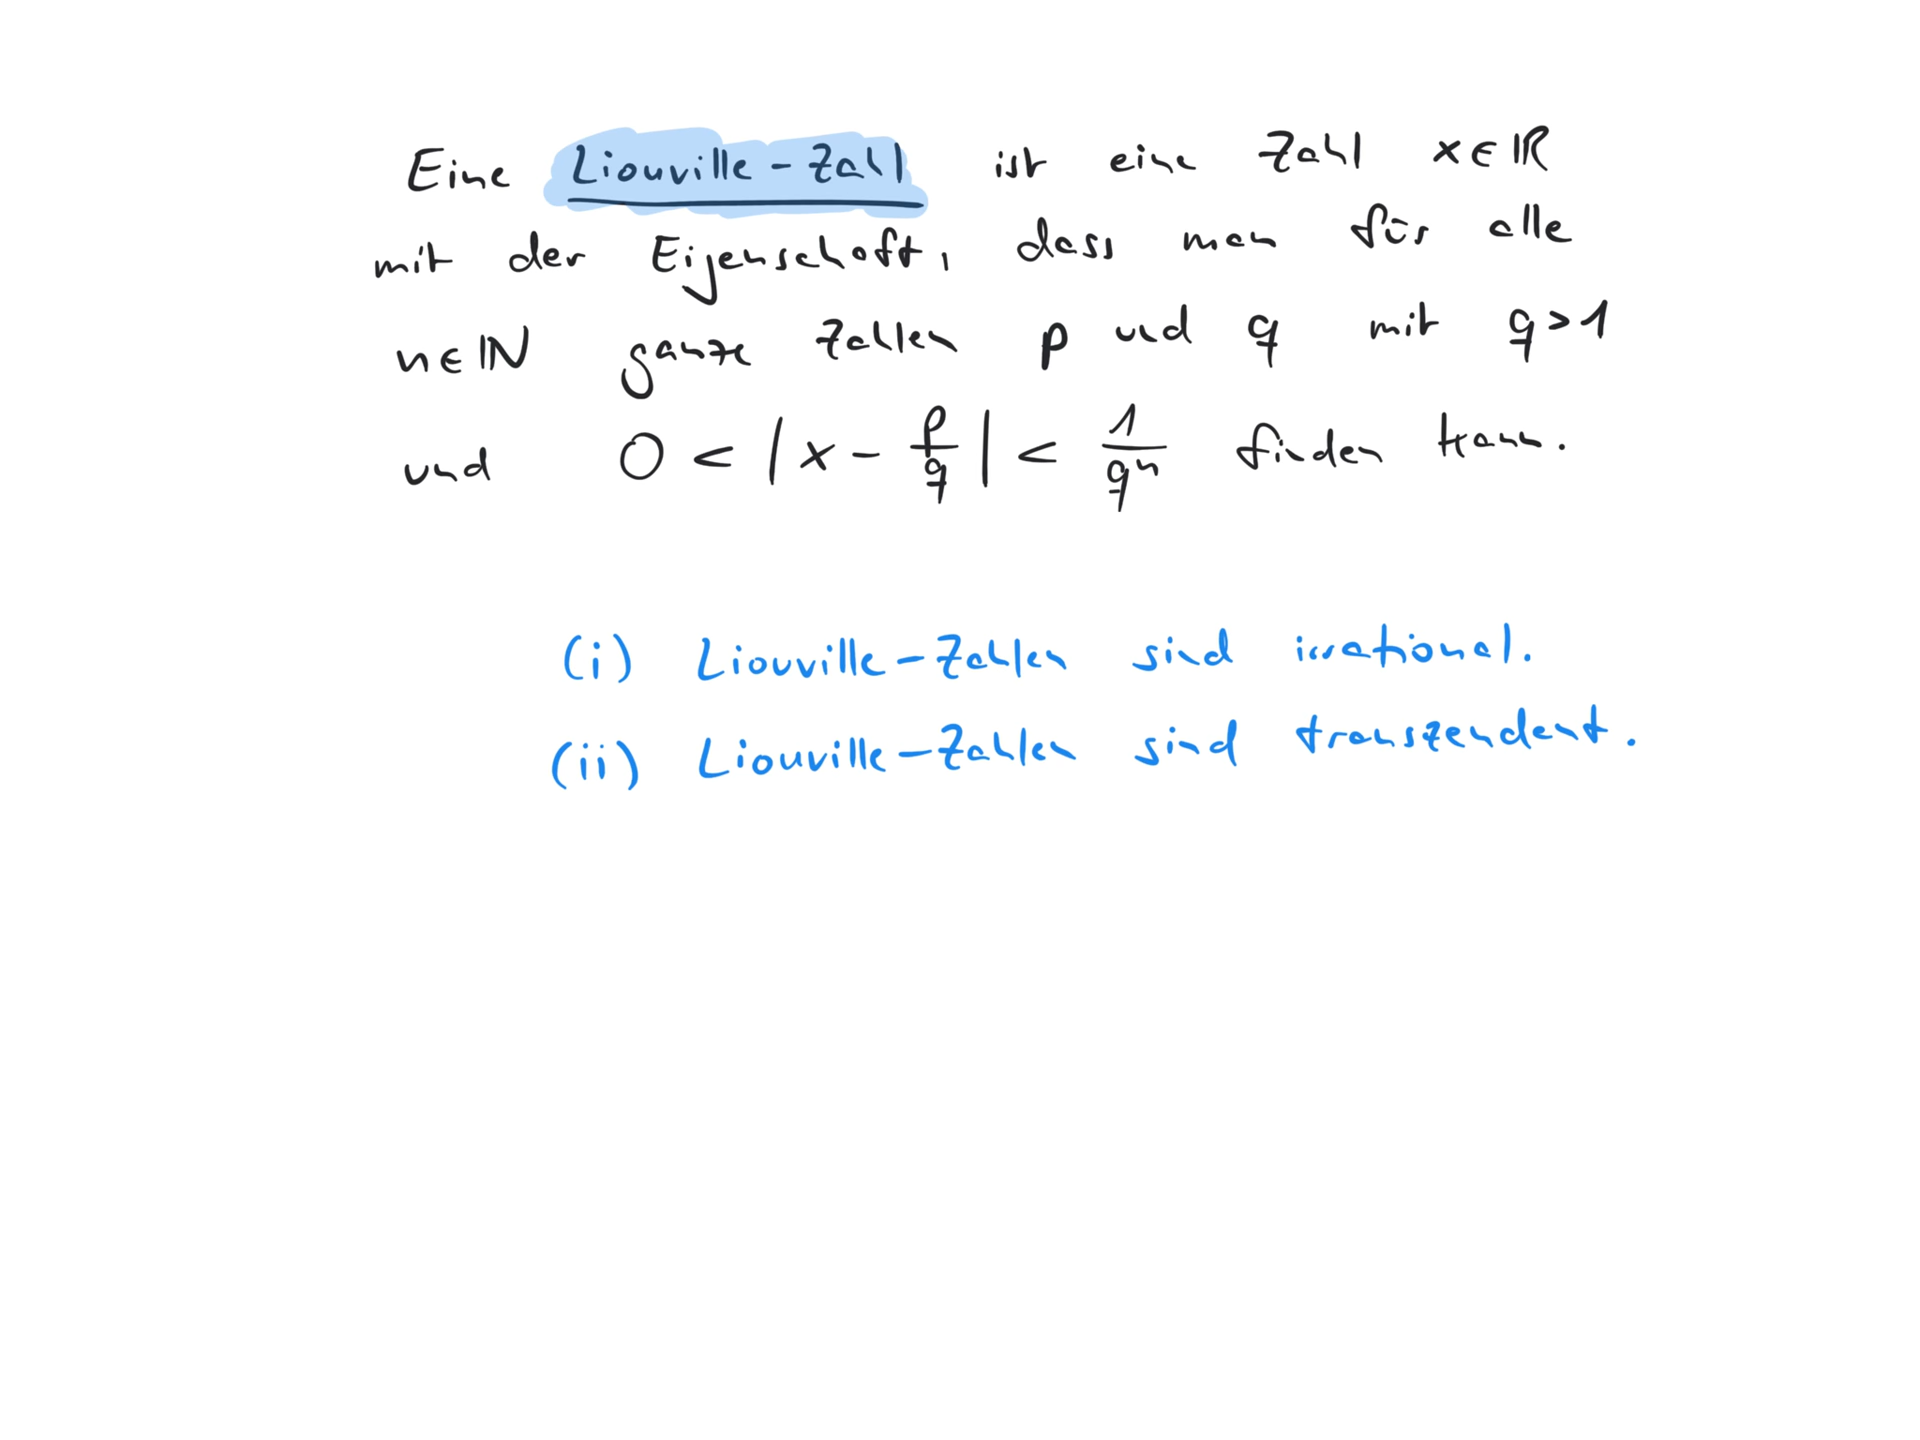 Eine Liouville-Zahl ist eine Zahl x∈ℝ
mit der Eigenschaft, dass man für alle
n∈ℕ ganze Zahlen p und q mit q>1
und 0 < |x - p/q| < 1/qⁿ finden kann.
(i) Liouville-Zahlen sind irrational.
(ii) Liouville-Zahlen sind transzendent.